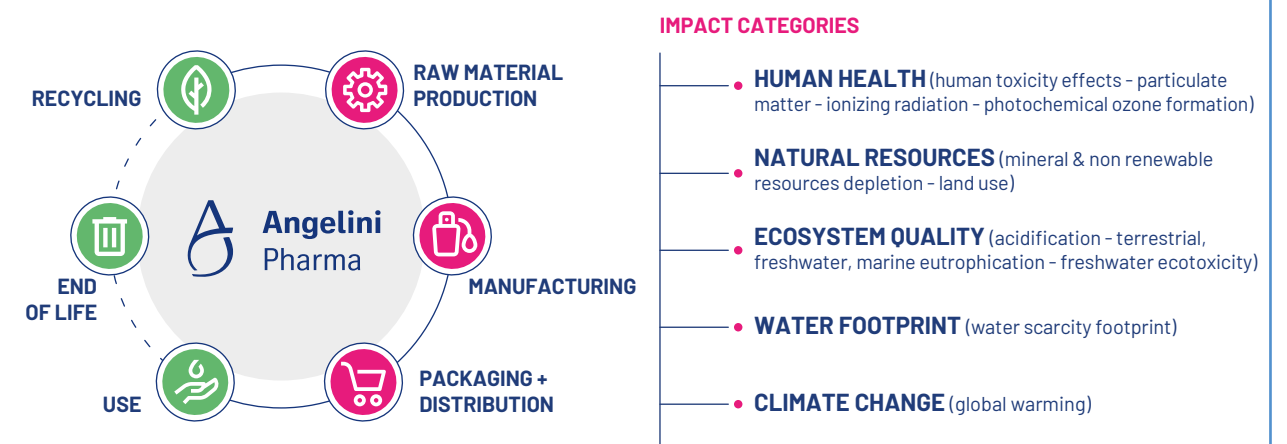 RECYCLING
RAW MATERIAL
PRODUCTION
Angelini
Pharma
END
OF LIFE
MANUFACTURING
USE
PACKAGING +
DISTRIBUTION
IMPACT CATEGORIES
HUMAN HEALTH (human toxicity effects - particulate
matter - ionizing radiation - photochemical ozone formation)
NATURAL RESOURCES (mineral & non renewable
resources depletion - land use)
ECOSYSTEM QUALITY (acidification - terrestrial,
freshwater, marine eutrophication - freshwater ecotoxicity)
WATER FOOTPRINT (water scarcity footprint)
CLIMATE CHANGE (global warming)